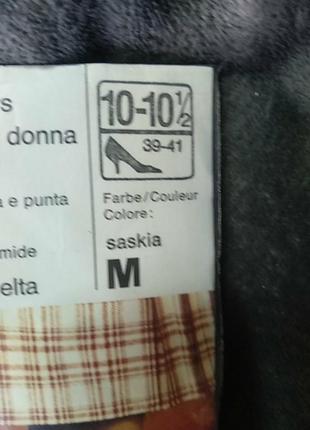 s
donna
a e punta
mide
elta
10-10½
39-41
Farbe/Couleur
Colore:
saskia
M